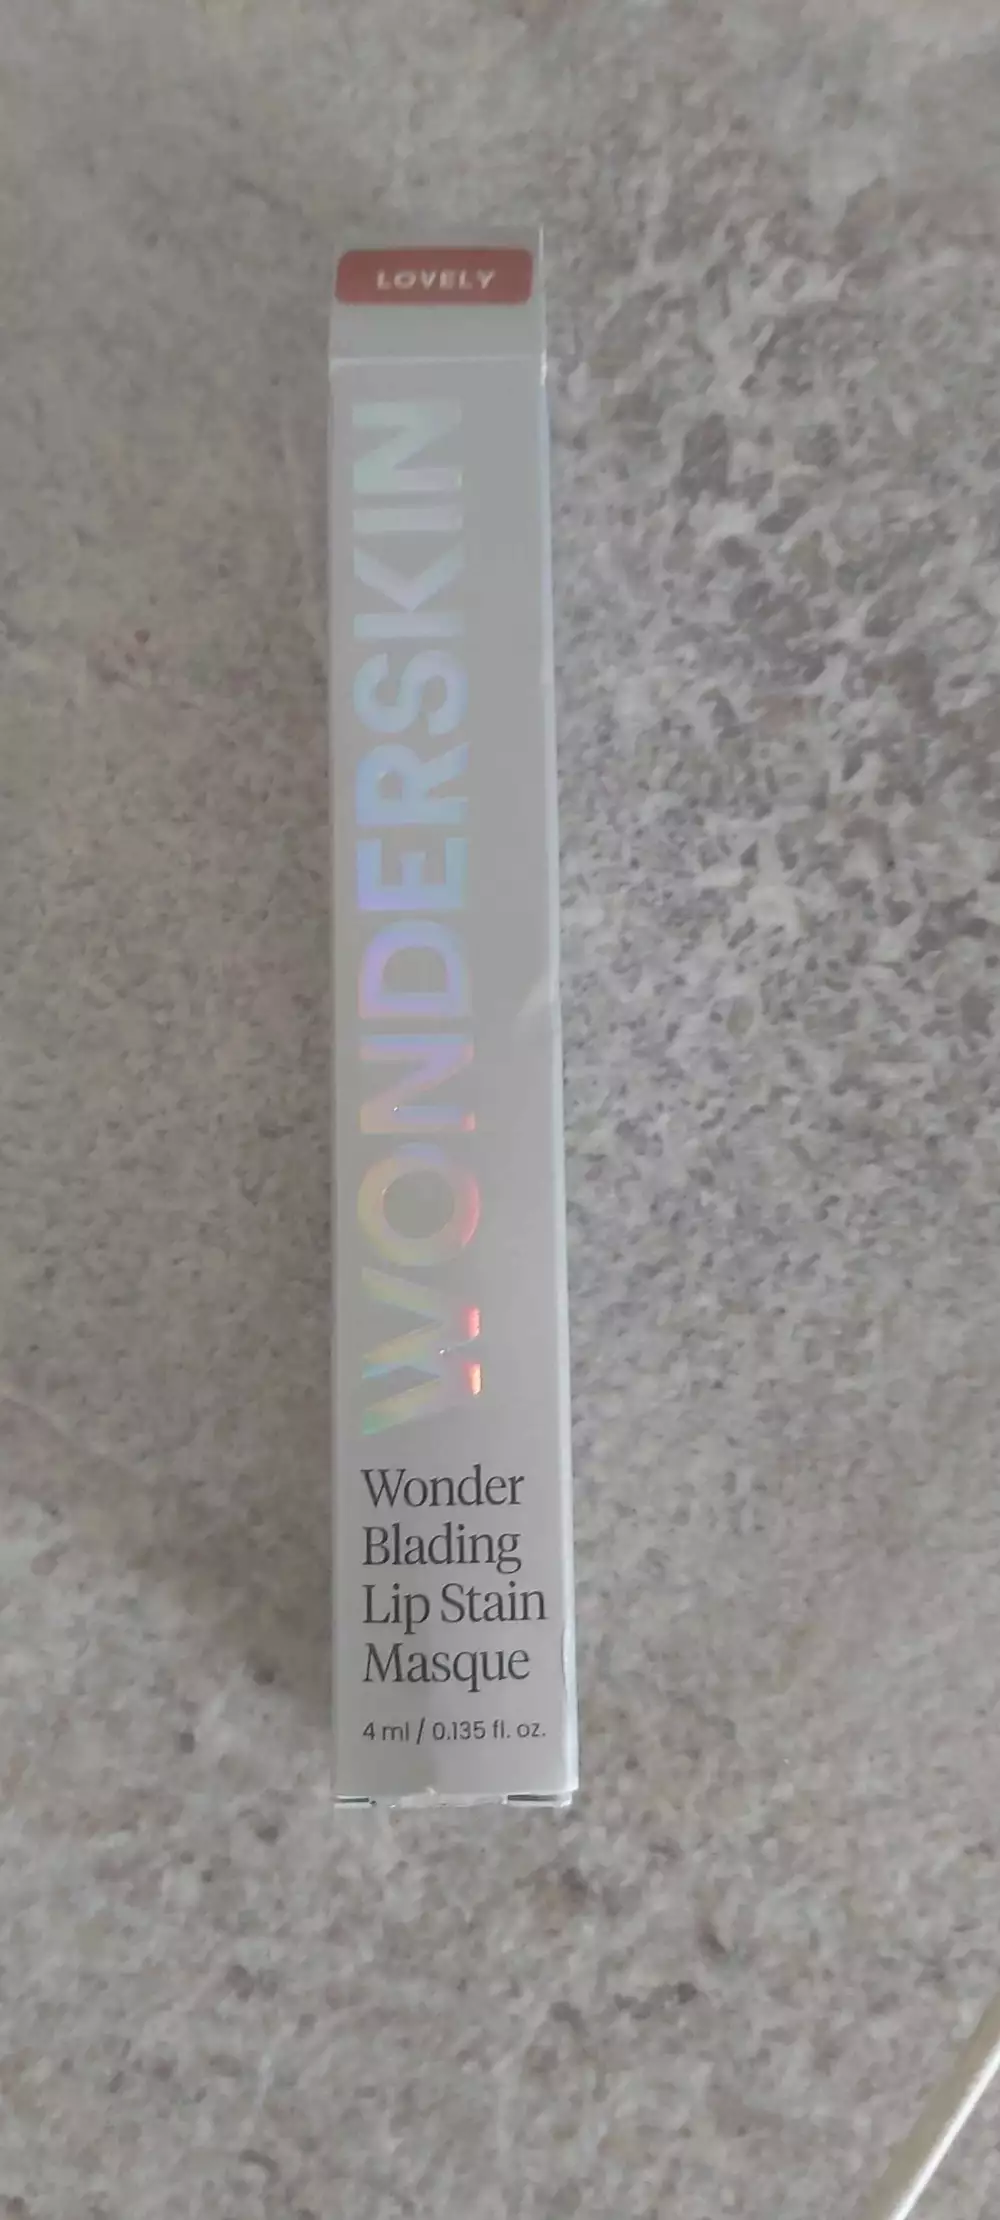 LOVELY
WONDERSKIN
Wonder
Blading
Lip Stain
Masque
4 ml / 0.135 fl. oz.